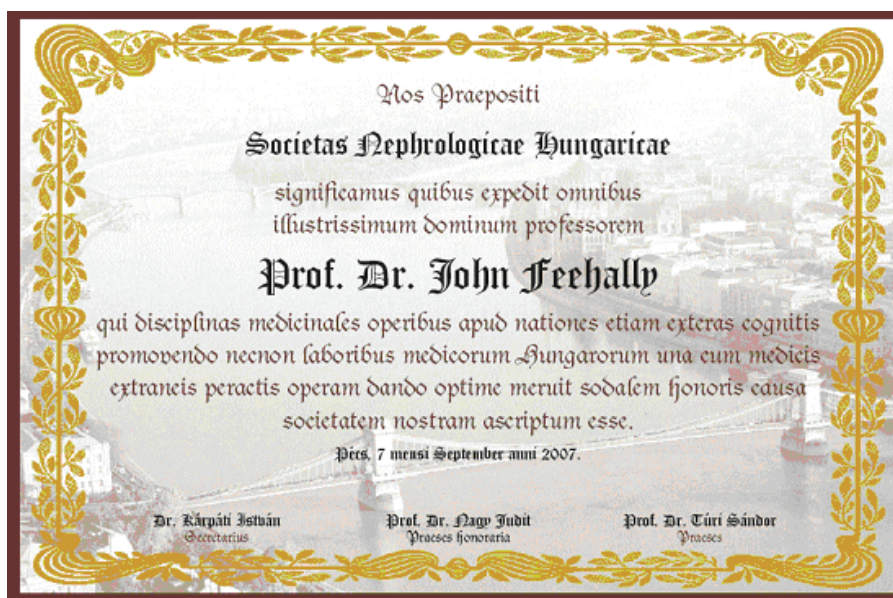 Nos Praepositi
Societas Nephrologicae Hungaricae
significamus quibus expedit omnibus
illustrissimum dominum professorem
Prof. Dr. John Feehally
qui disciplinas medicinales operibus apud nationes etiam exteras cognitis
promovendo necnon laboribus medicorum Hungarorum una cum medicis
extraneis peractis operam dando optime meruit sodalem honoris causa
societatem nostram ascriptum esse.
Pécs, 7 mensi September anni 2007.
Dr. Kárpáti István Prof. Dr. Nagy Judit Prof. Dr. Túri Sándor
Secretarius Praeses honoraria Praeses